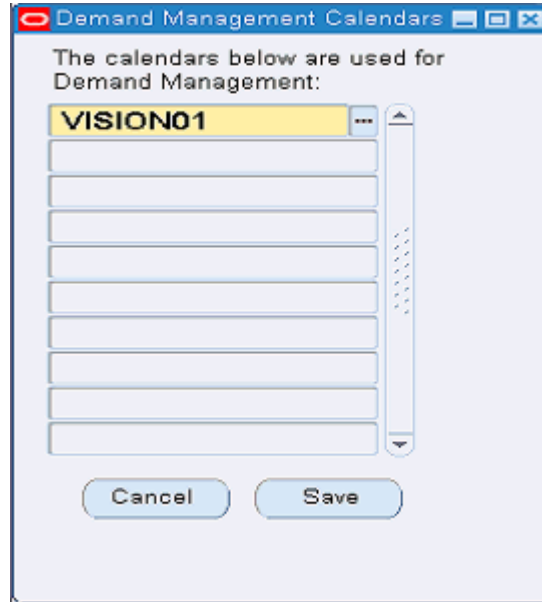 Demand Management Calendars
The calendars below are used for
Demand Management:
VISION01
Cancel Save